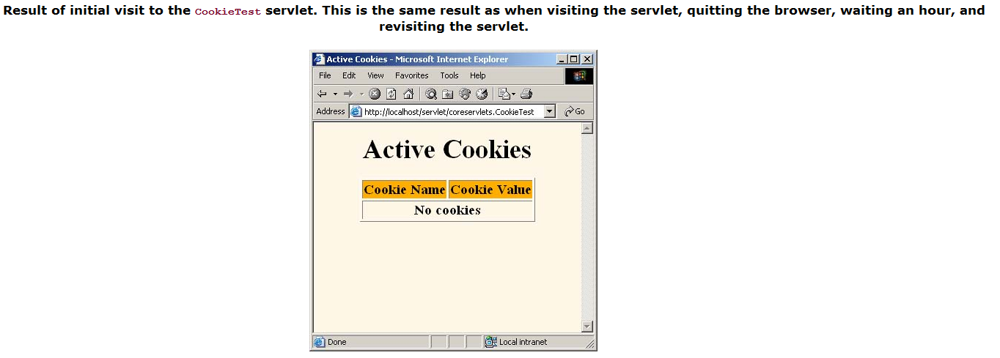 Result of initial visit to the CookieTest servlet. This is the same result as when visiting the servlet, quitting the browser, waiting an hour, and
revisiting the servlet.
Active Cookies - Microsoft Internet Explorer
File Edit View Favorites Tools Help
Address http://localhost/servlet/coreservlets.CookieTest Go
Active Cookies
Cookie Name Cookie Value
No cookies
Done Local intranet